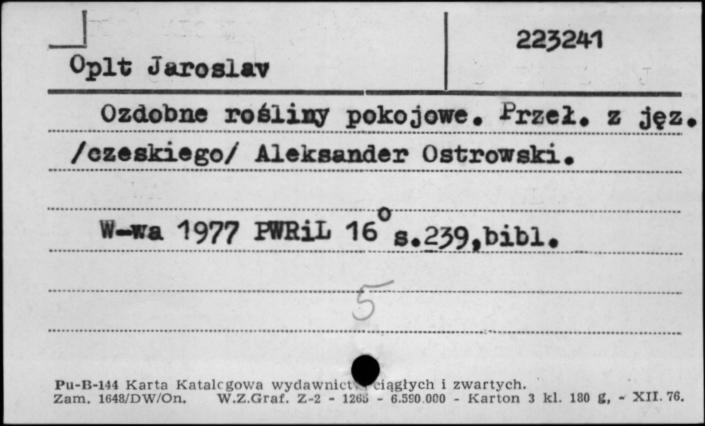 223241
Oplt Jaroslav
Ozdobne rośliny pokojowe. Przeł. z jęz.
/czeskiego/ Aleksander Ostrowski.
W-wa 1977 PWRiL 16° s.239,bibl.
5
Pu-B-144 Karta Katalogowa wydawnictw ciągłych i zwartych.
Zam. 1648/DW/On. W.Z.Graf. Z-2 - 1265 - 6.590.000 - Karton 3 kl. 180 g, - XII. 76.